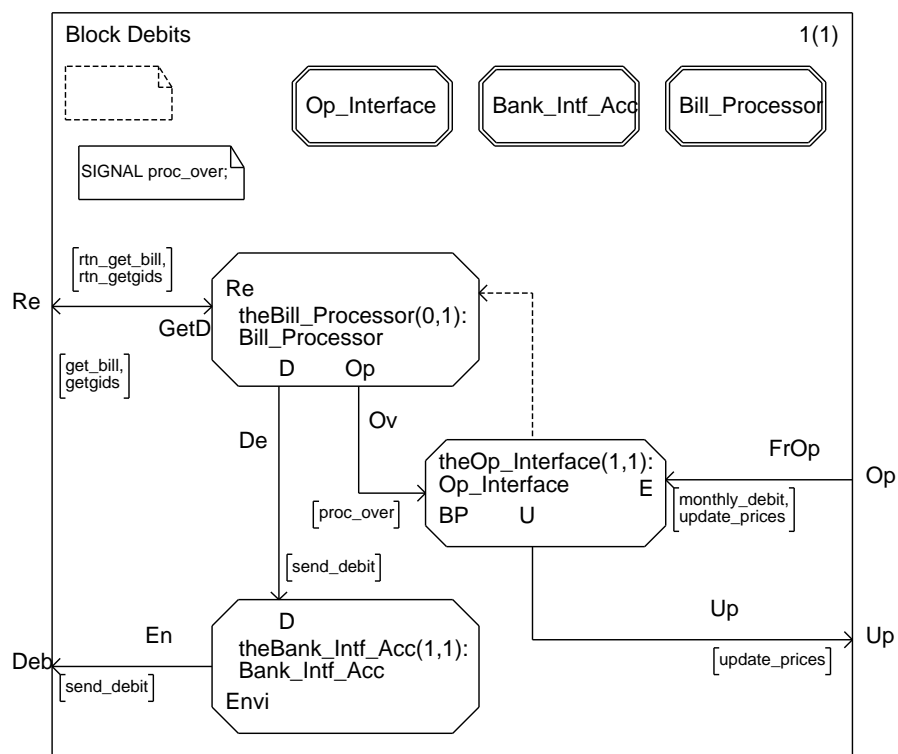 Block Debits
1(1)
Op_Interface
Bank_Intf_Acc
Bill_Processor
SIGNAL proc_over;
rtn_get_bill,
rtn_getgids
Re
Re
GetD
theBill_Processor(0,1):
Bill_Processor
D
Op
get_bill,
getgids
De
Ov
FrOp
theOp_Interface(1,1):
Op_Interface
E
Op
monthly_debit,
update_prices
proc_over
BP
U
send_debit
Up
Up
update_prices
D
En
theBank_Intf_Acc(1,1):
Bank_Intf_Acc
Deb
send_debit
Envi